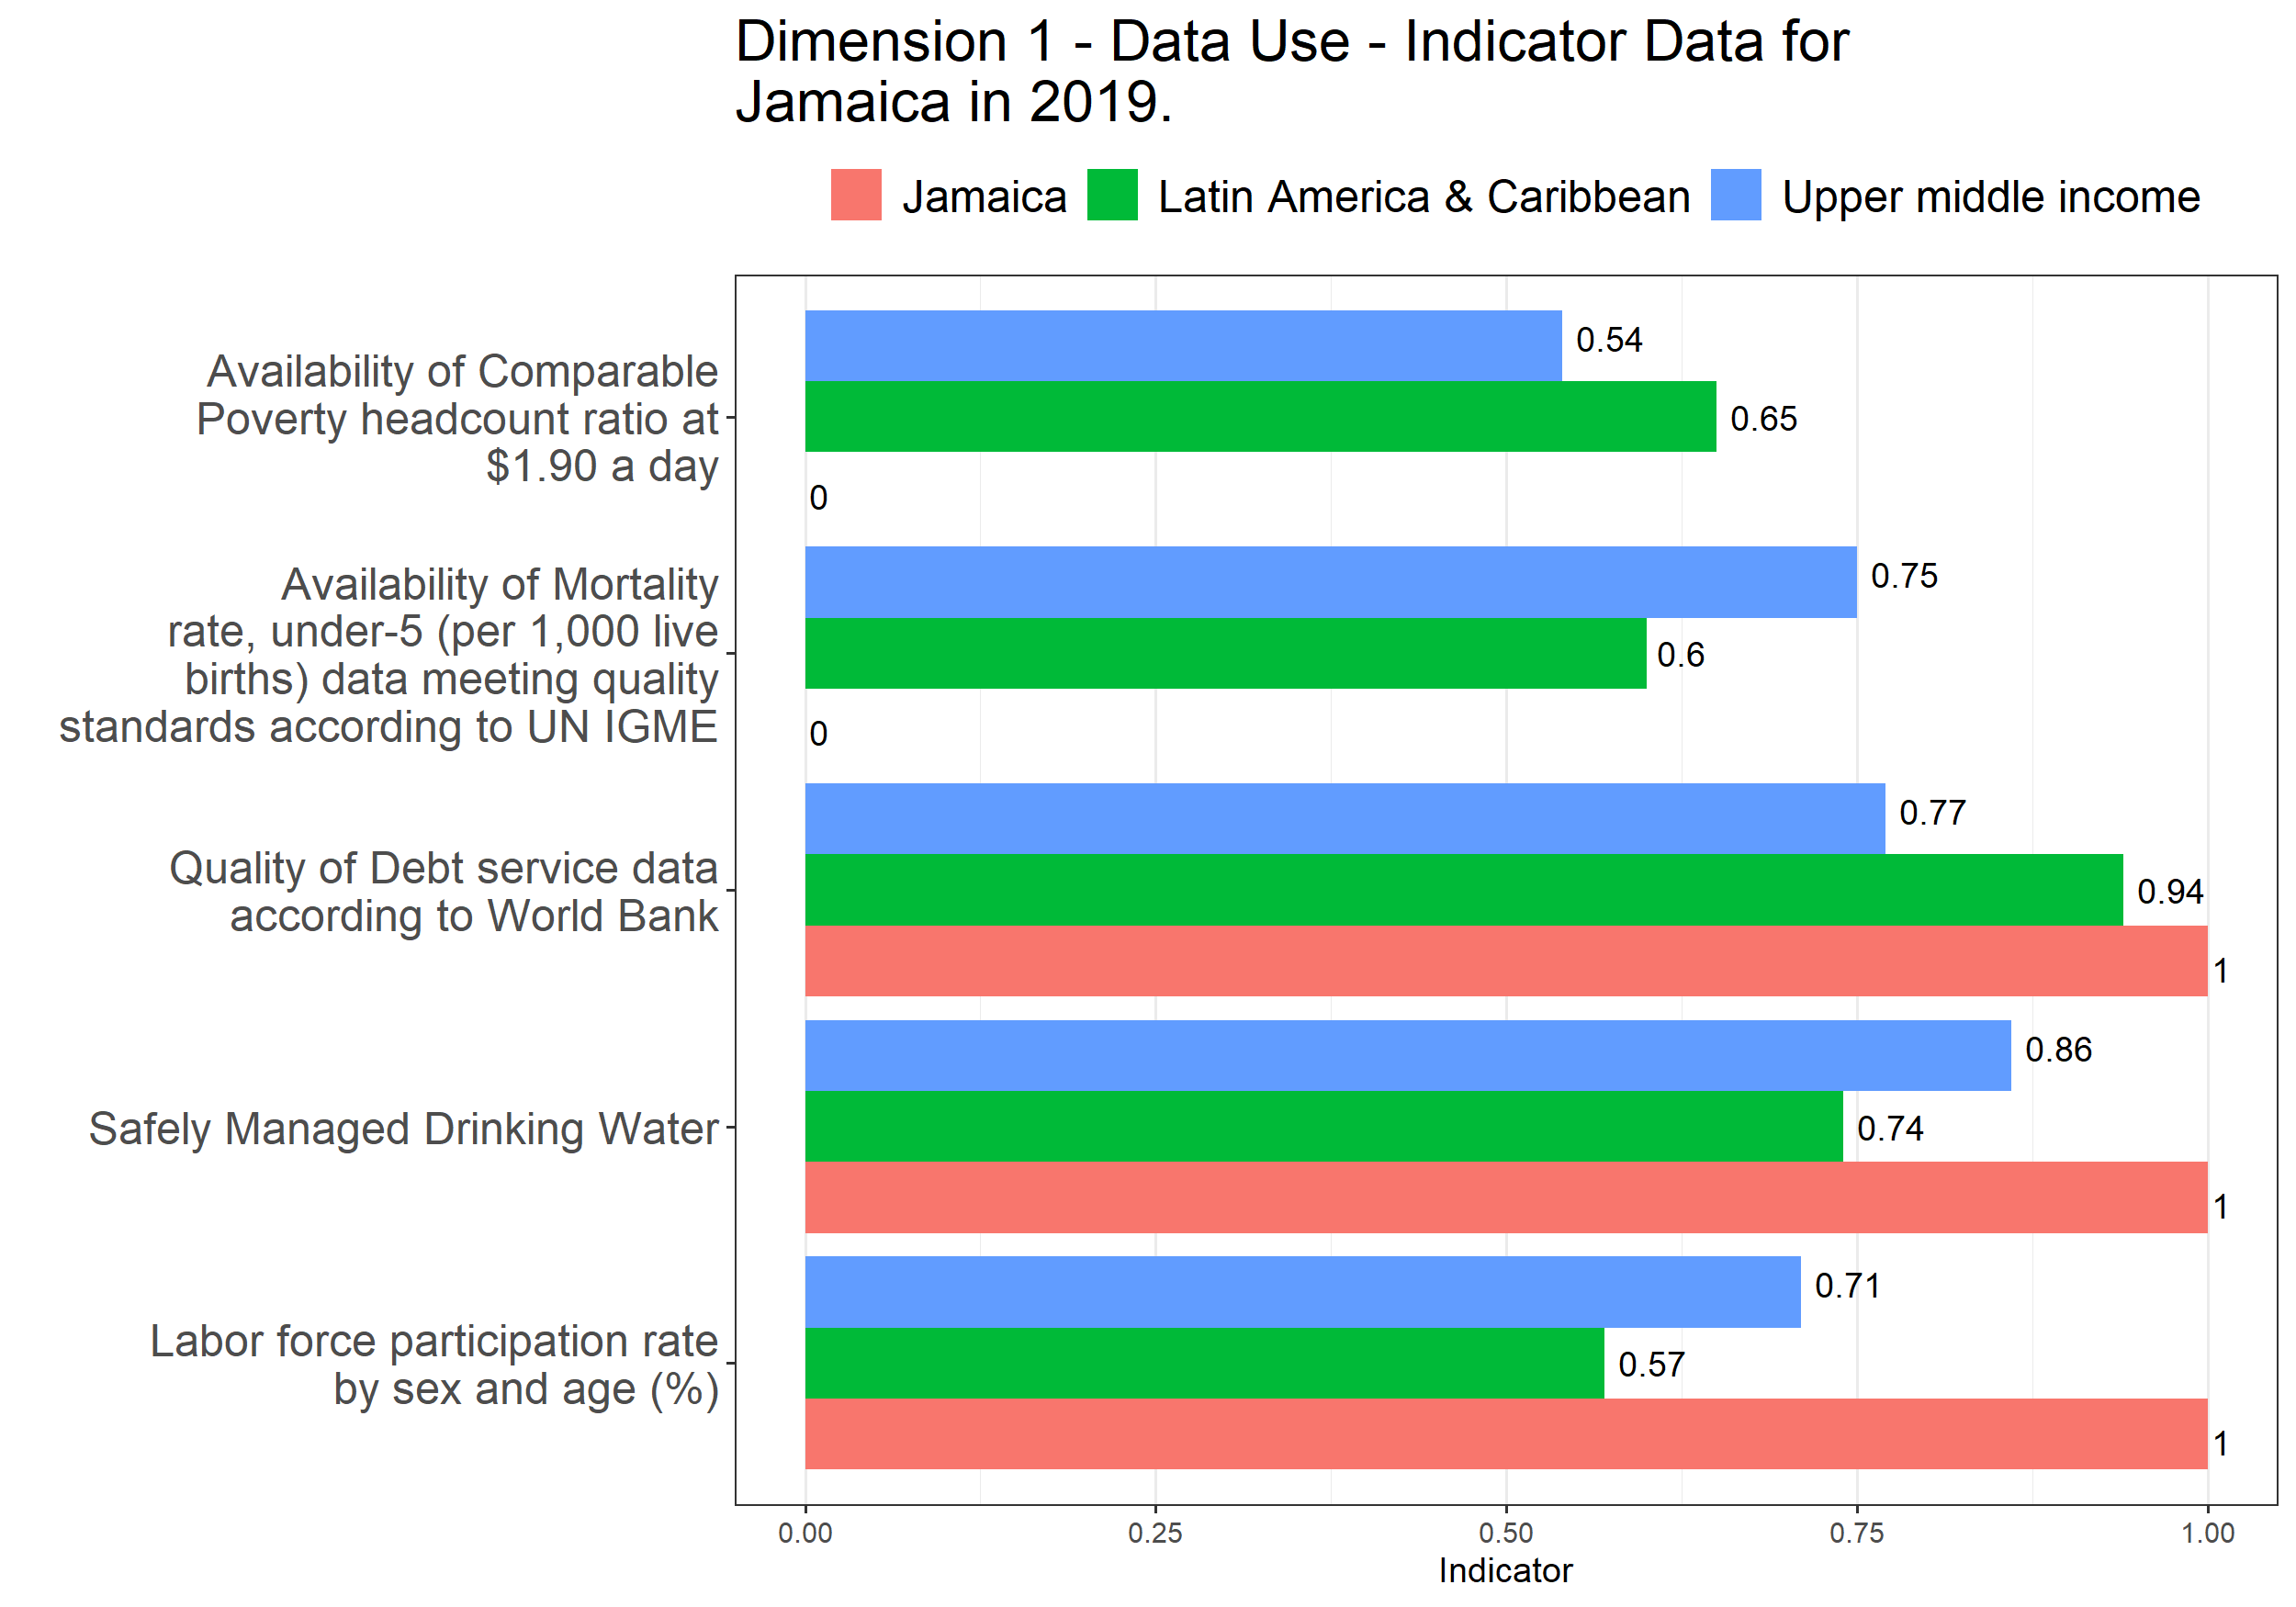 Dimension 1 - Data Use - Indicator Data for
Jamaica in 2019.
Jamaica
Latin America & Caribbean
Upper middle income
Availability of Comparable
Poverty headcount ratio at
$1.90 a day
0.54
0.65
0
Availability of Mortality
rate, under-5 (per 1,000 live
births) data meeting quality
standards according to UN IGME
0.75
0.6
0
Quality of Debt service data
according to World Bank
0.77
0.94
1
Safely Managed Drinking Water
0.86
0.74
1
Labor force participation rate
by sex and age (%)
0.71
0.57
1
0.00 0.25 0.50 0.75 1.00
Indicator